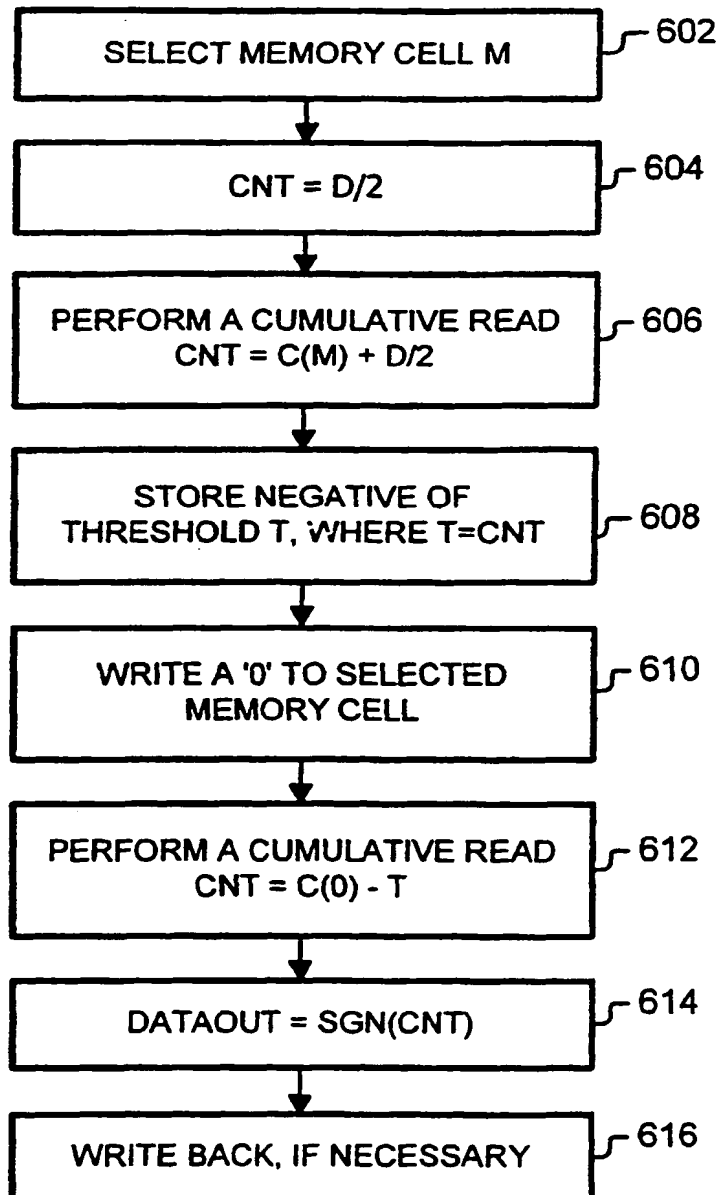 SELECT MEMORY CELL M
602
CNT = D/2
604
PERFORM A CUMULATIVE READ
CNT = C(M) + D/2
606
STORE NEGATIVE OF
THRESHOLD T, WHERE T=CNT
608
WRITE A '0' TO SELECTED
MEMORY CELL
610
PERFORM A CUMULATIVE READ
CNT = C(0) - T
612
DATAOUT = SGN(CNT)
614
WRITE BACK, IF NECESSARY
616